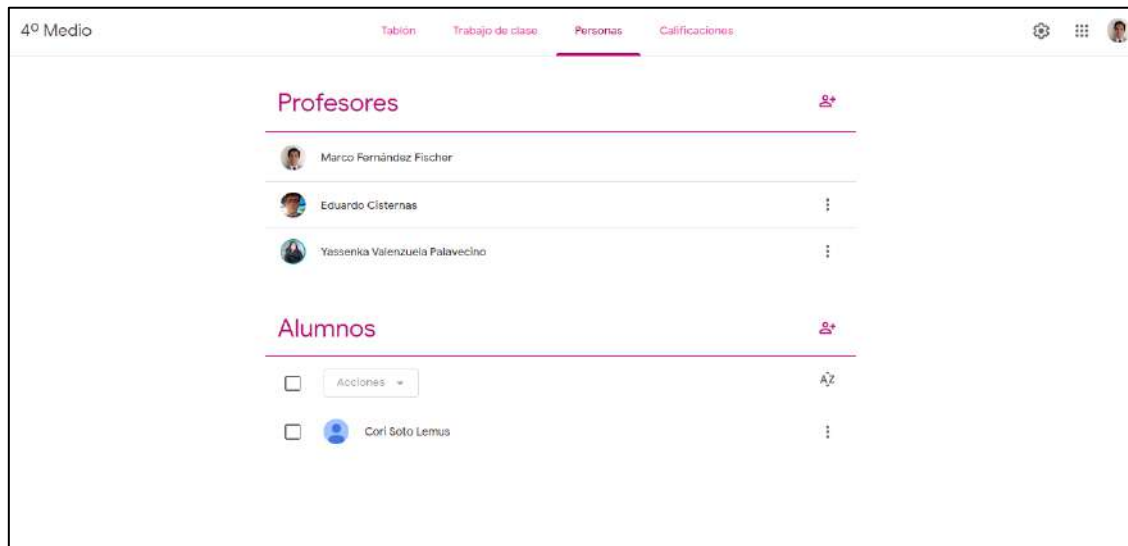 4º Medio
Tablón Trabajo de clase Personas Calificaciones
Profesores
Marco Fernández Fischer
Eduardo Cisternas
Yassenka Valenzuela Palavecino
Alumnos
Acciones
AZ
Cori Soto Lemus